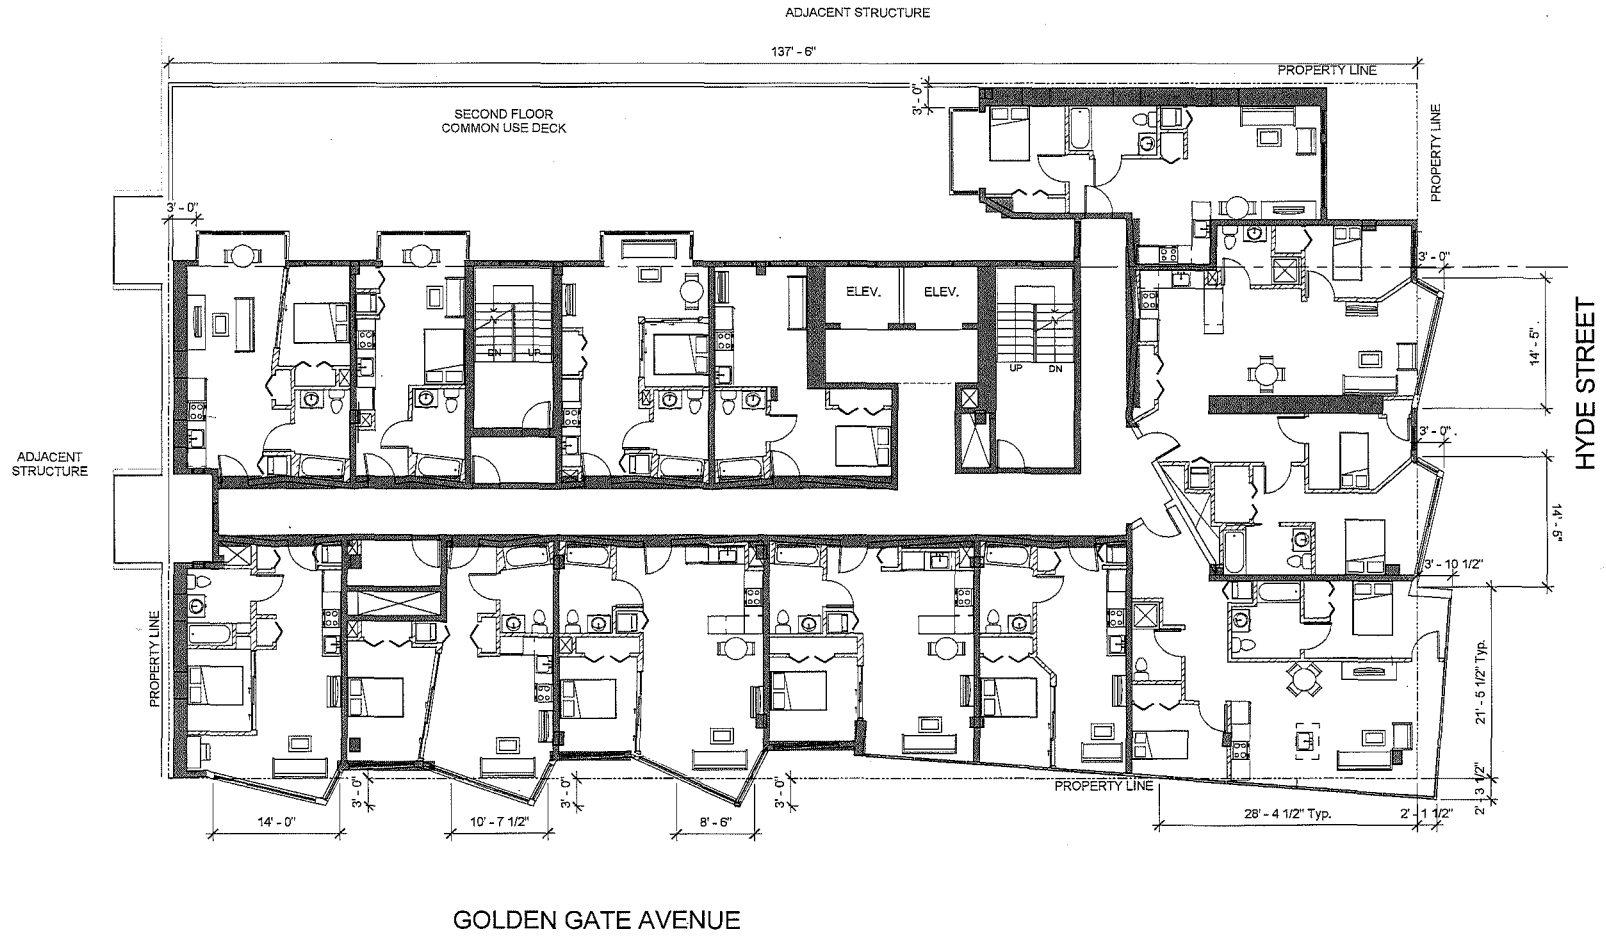 ADJACENT STRUCTURE
137' - 6"
PROPERTY LINE
3' - 0"
SECOND FLOOR
COMMON USE DECK
PROPERTY LINE
3' - 0"
3' - 0"
ELEV.
ELEV.
14' - 5"
HYDE STREET
DN
UP
UP
DN
3' - 0"
ADJACENT
STRUCTURE
14' - 5"
3' - 10 1/2"
PROPERTY LINE
21' - 5 1/2" Typ.
3' - 0"
3' - 0"
3' - 0"
PROPERTY LINE
2' - 3 1/2"
14' - 0"
10' - 7 1/2"
8' - 6"
28' - 4 1/2" Typ.
2' - 1 1/2"
GOLDEN GATE AVENUE